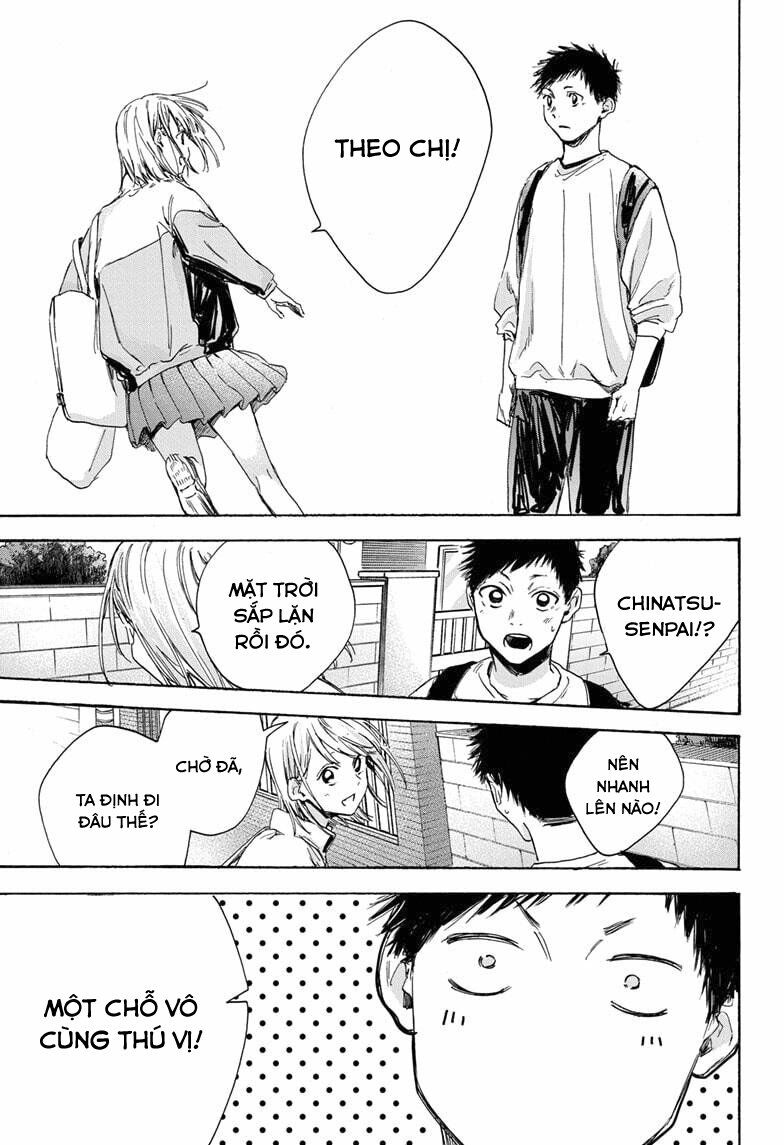 THEO CHỊ!
CHINATSU-
SENPAI!?
MẶT TRỜI
SẮP LẶN
RỒI ĐÓ.
NÊN
NHANH
LÊN NÀO!
CHỜ ĐÃ,
TA ĐỊNH ĐI
ĐÂU THẾ?
MỘT CHỖ VÔ
CÙNG THÚ VỊ!